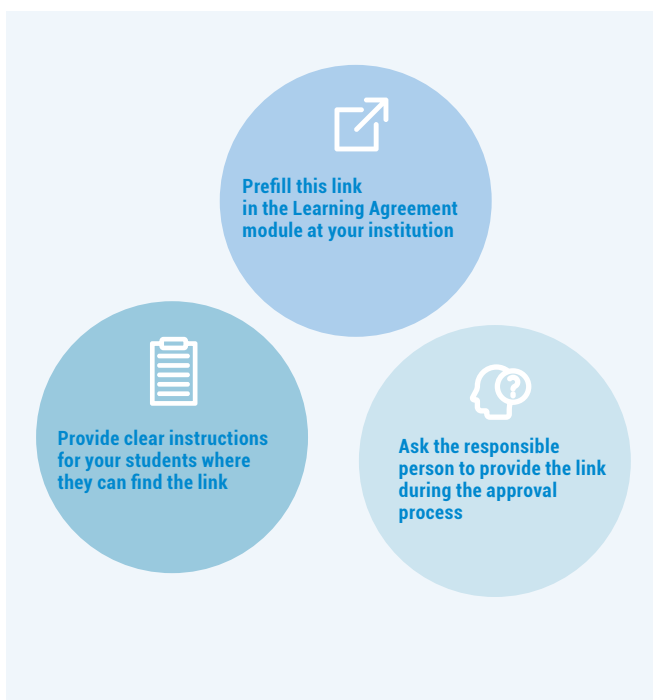 Prefill this link
in the Learning Agreement
module at your institution
Provide clear instructions
for your students where
they can find the link
Ask the responsible
person to provide the link
during the approval
process